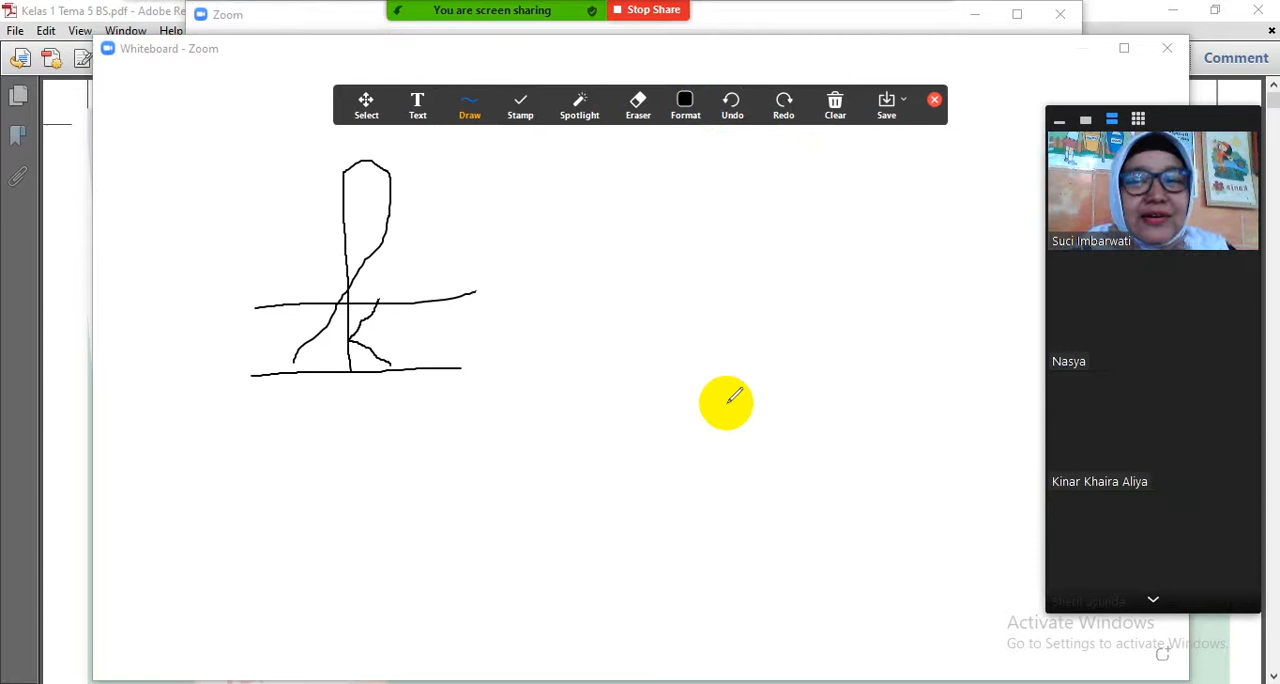 Kelas 1 Tema 5 BS.pdf - Adobe Re
Zoom
You are screen sharing
Stop Share
File Edit View Window Help
Whiteboard - Zoom
Comment
Select
Text
Draw
Stamp
Spotlight
Eraser
Format
Undo
Redo
Clear
Save
k
Suci Imbarwati
Nasya
Kinar Khaira Aliya
Activate Windows
Go to Settings to activate Windows.